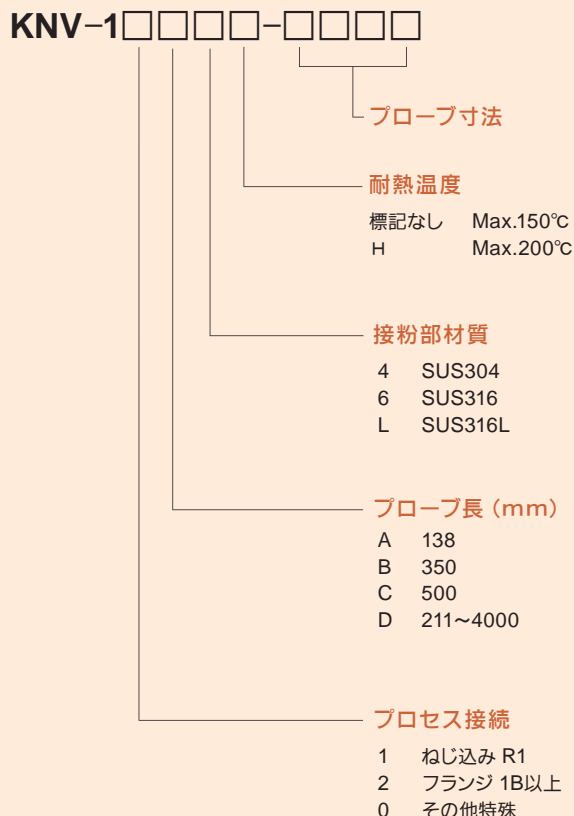 KNV-1□□□□-□□□□
プローブ寸法
耐熱温度
標記なし Max.150℃
H Max.200℃
接粉部材質
4 SUS304
6 SUS316
L SUS316L
プローブ長（mm）
A 138
B 350
C 500
D 211~4000
プロセス接続
1 ねじ込み R1
2 フランジ 1B以上
0 その他特殊